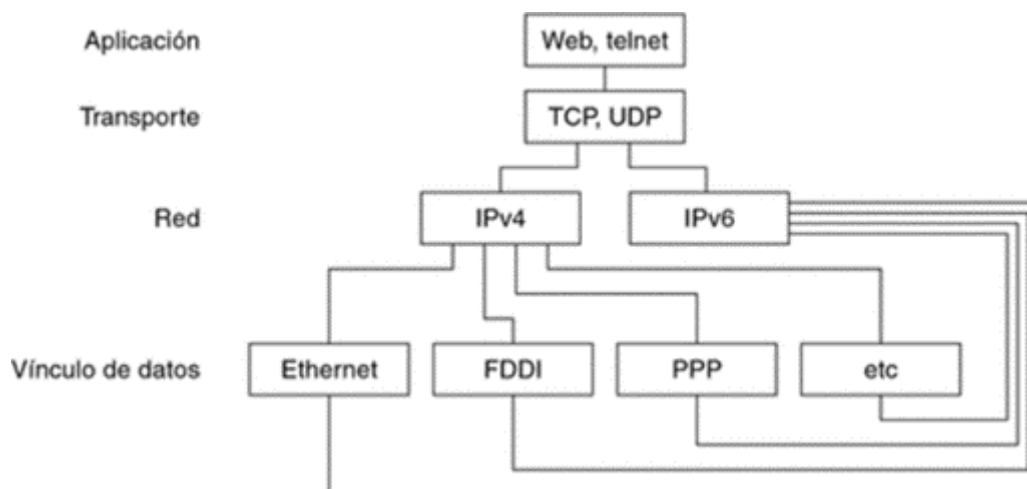 Aplicación
Web, telnet
Transporte
TCP, UDP
Red
IPv4
IPv6
Vínculo de datos
Ethernet
FDDI
PPP
etc